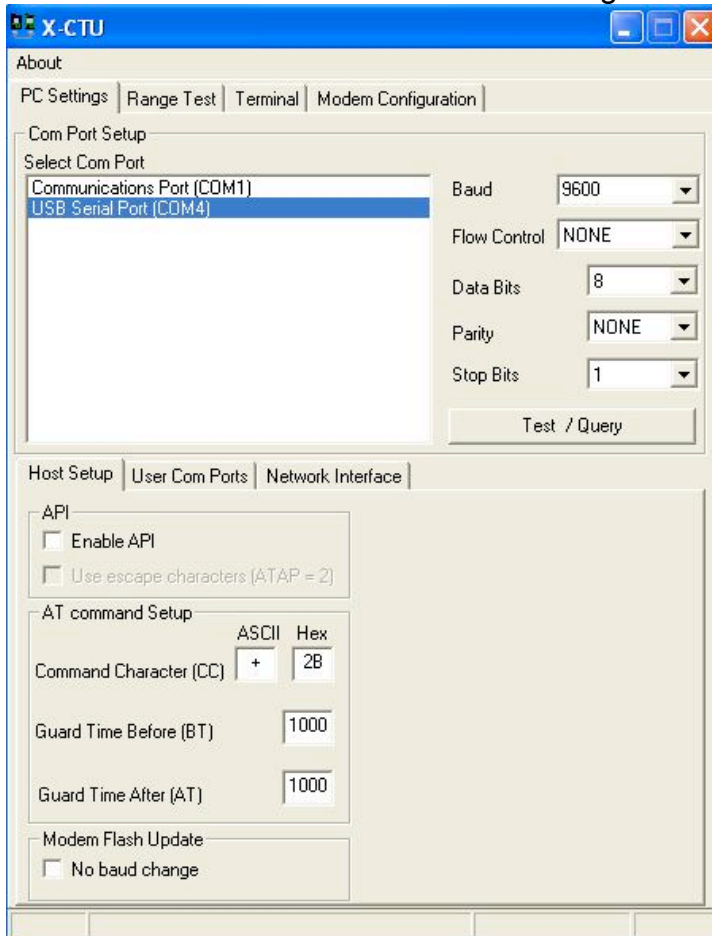 X-CTU
About
PC Settings Range Test Terminal Modem Configuration
Com Port Setup
Select Com Port
Communications Port (COM1)
USB Serial Port (COM4)
Baud 9600
Flow Control NONE
Data Bits 8
Parity NONE
Stop Bits 1
Test / Query
Host Setup User Com Ports Network Interface
API
Enable API
Use escape characters (ATAP = 2)
AT command Setup
ASCII Hex
Command Character (CC) + 2B
Guard Time Before (BT) 1000
Guard Time After (AT) 1000
Modem Flash Update
No baud change